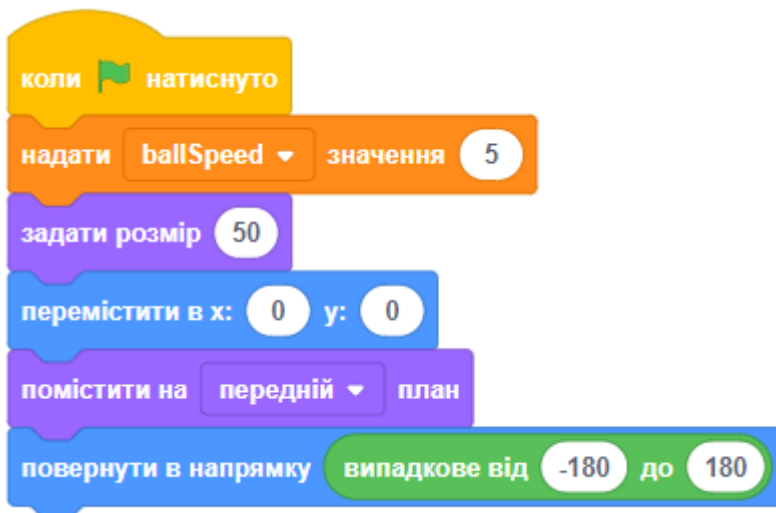 коли натиснуто
надати ballSpeed значення 5
задати розмір 50
перемістити в x: 0 y: 0
помістити на передній план
повернути в напрямку випадкове від -180 до 180